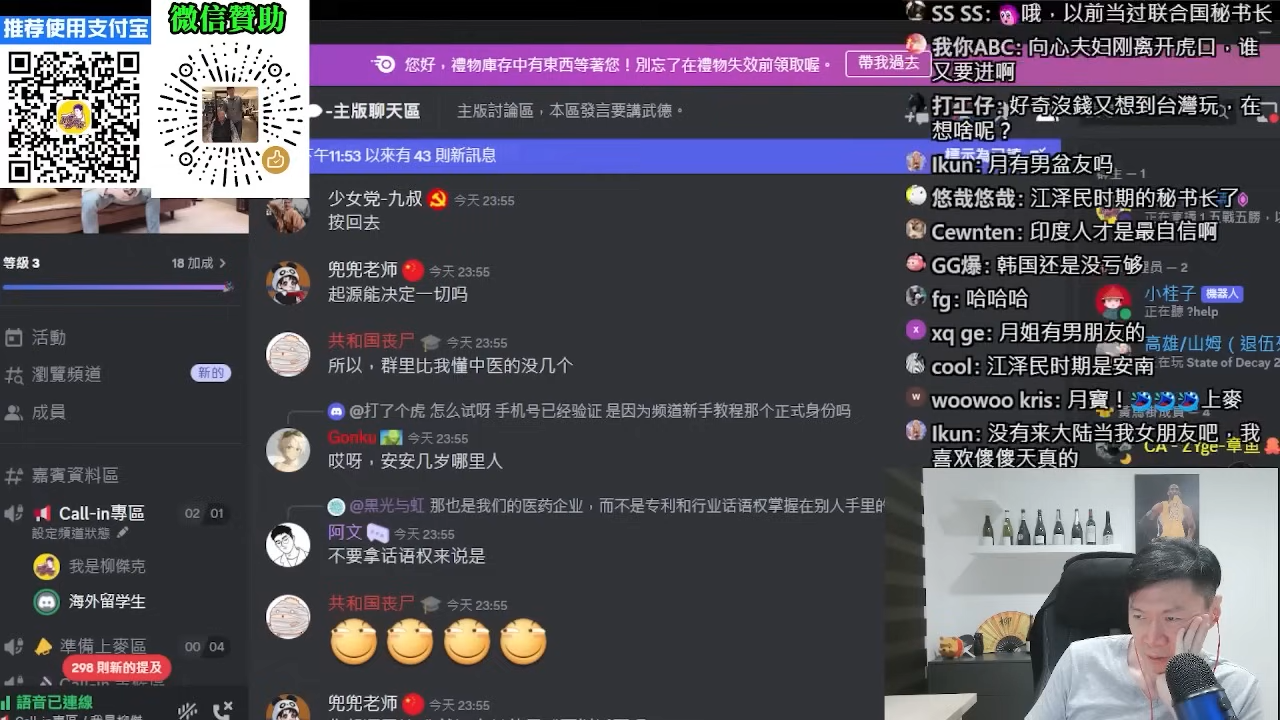 推荐使用支付宝
微信贊助
您好，禮物庫存中有東西等著您！別忘了在禮物失效前領取喔。
帶我過去
-主版聊天區
主版討論區，本區發言要講武德。
午11:53 以來有 43 則新訊息
少女党-九叔 今天 23:55
按回去
兜兜老师 今天 23:55
起源能决定一切吗
共和国丧尸 今天 23:55
所以，群里比我懂中医的没几个
@打了个虎 怎么试呀 手机号已经验证 是因为频道新手教程那个正式身份吗
Gonku 今天 23:55
哎呀，安安几岁哪里人
@黑光与虹 那也是我们的医药企业，而不是专利和行业话语权掌握在别人手里的
阿文 今天 23:55
不要拿话语权来说是
共和国丧尸 今天 23:55
兜兜老师 今天 23:55
等級 3
18 加成
活動
瀏覽頻道
新的
成員
嘉賓資料區
Call-in專區
02 01
設定頻道狀態
我是柳傑克
海外留学生
準備上麥區
00 04
298 則新的提及
語音已連線
SS SS: 哦，以前当过联合国秘书长
我你ABC: 向心夫妇刚离开虎口，谁
又要进啊
打工仔: 好奇沒錢又想到台灣玩，在
想啥呢？
Ikun: 月有男盆友吗
悠哉悠哉: 江泽民时期的秘书长了
Cewnten: 印度人才是最自信啊
GG爆: 韩国还是没亏够
fg: 哈哈哈
xq ge: 月姐有男朋友的
cool: 江泽民时期是安南
woowoo kris: 月寶！上麥
Ikun: 没有来大陆当我女朋友吧，我
喜欢傻傻天真的
小桂子 機器人
正在聽 ?help
高雄/山姆（退伍
在玩 State of Decay 2
CA - ZYge-章鱼